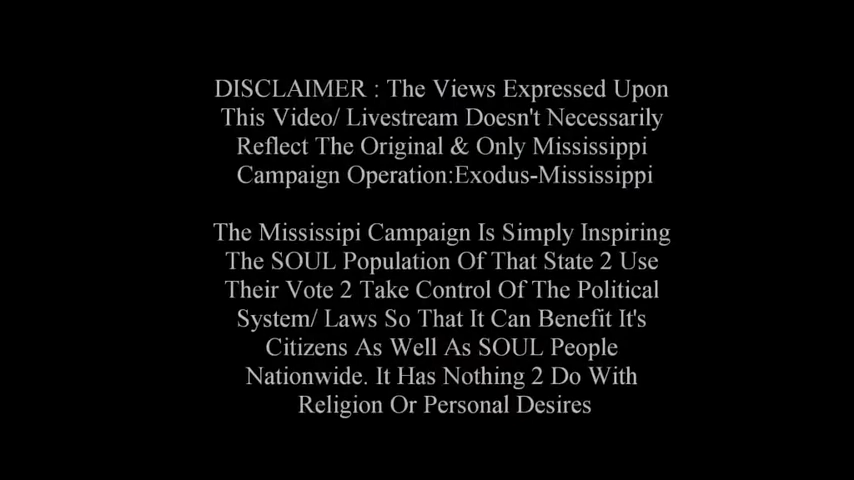 DISCLAIMER : The Views Expressed Upon
This Video/ Livestream Doesn't Necessarily
Reflect The Original & Only Mississippi
Campaign Operation:Exodus-Mississippi
The Mississipi Campaign Is Simply Inspiring
The SOUL Population Of That State 2 Use
Their Vote 2 Take Control Of The Political
System/ Laws So That It Can Benefit It's
Citizens As Well As SOUL People
Nationwide. It Has Nothing 2 Do With
Religion Or Personal Desires